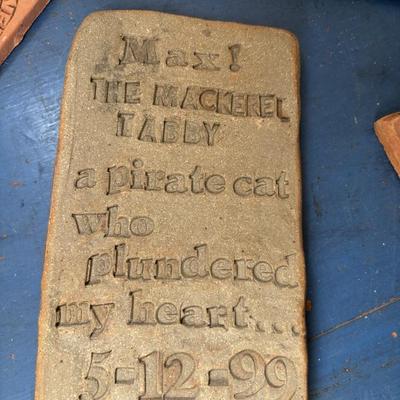 Max!
THE MACKEREL
TABBY
a pirate cat
who
plundered
my heart....
5-12-99